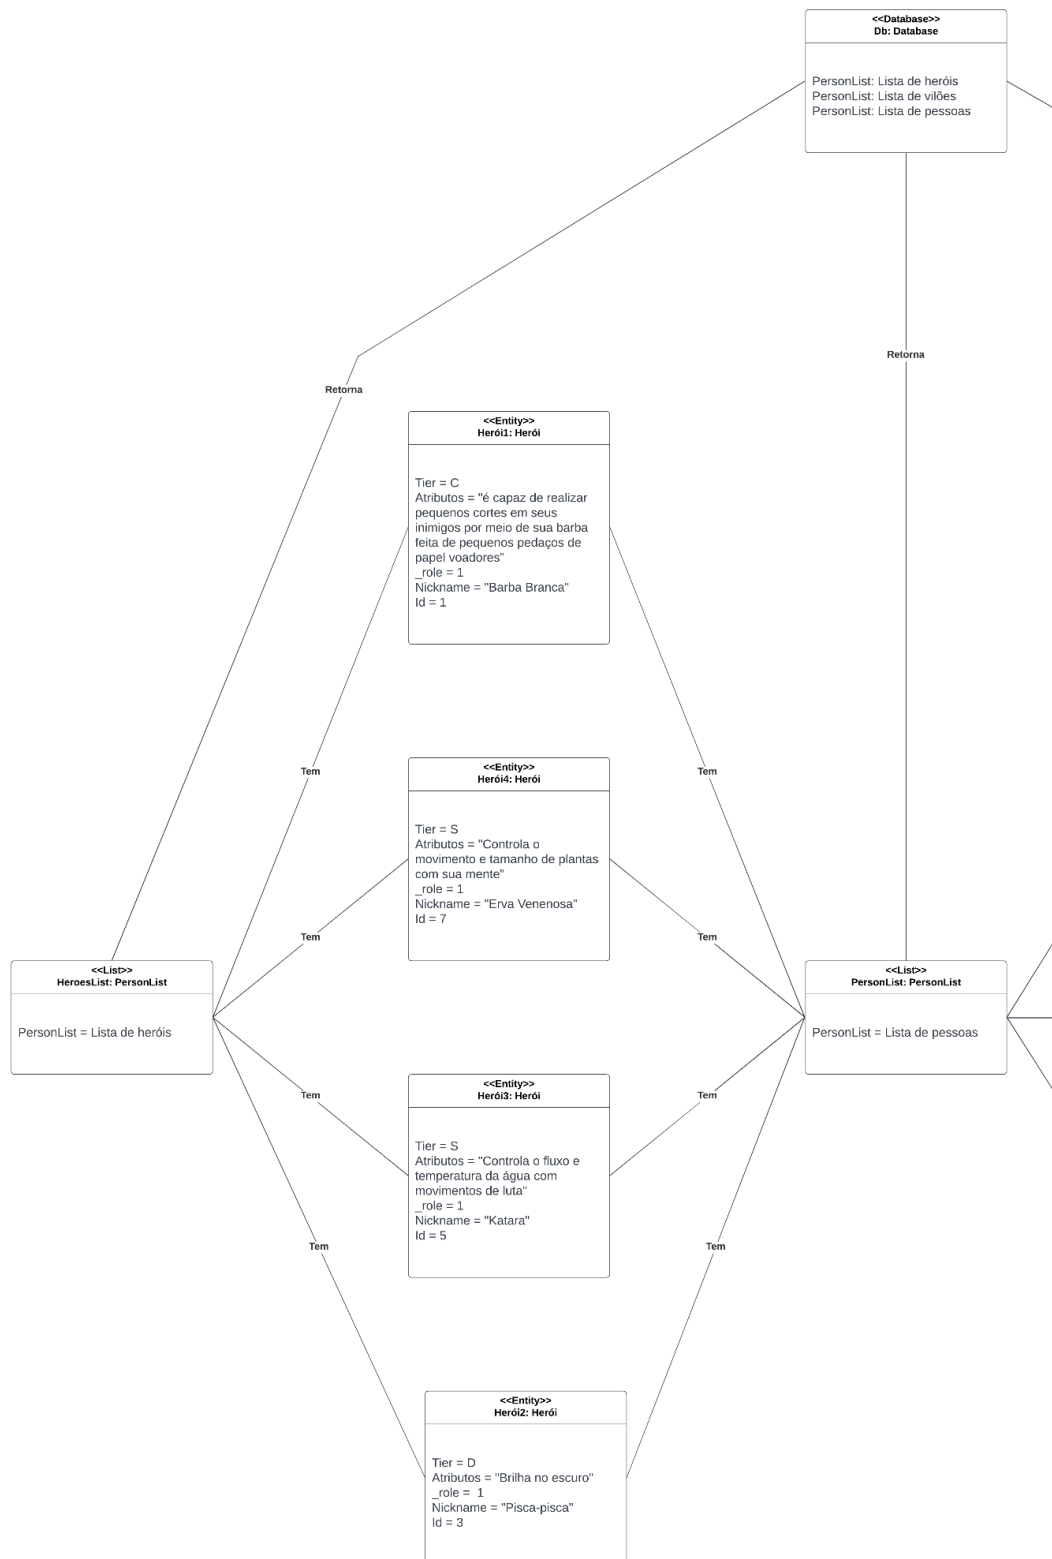 <<Database>>
Db: Database
PersonList: Lista de heróis
PersonList: Lista de vilões
PersonList: Lista de pessoas
Retorna
Retorna
<<Entity>>
Herói1: Herói
Tier = C
Atributos = "é capaz de realizar
pequenos cortes em seus
inimigos por meio de sua barba
feita de pequenos pedaços de
papel voadores"
_role = 1
Nickname = "Barba Branca"
Id = 1
Tem
Tem
<<Entity>>
Herói4: Herói
Tier = S
Atributos = "Controla o
movimento e tamanho de plantas
com sua mente"
_role = 1
Nickname = "Erva Venenosa"
Id = 7
Tem
Tem
<<List>>
HeroesList: PersonList
PersonList = Lista de heróis
<<List>>
PersonList: PersonList
PersonList = Lista de pessoas
Tem
Tem
<<Entity>>
Herói3: Herói
Tier = S
Atributos = "Controla o fluxo e
temperatura da água com
movimentos de luta"
_role = 1
Nickname = "Katara"
Id = 5
Tem
Tem
<<Entity>>
Herói2: Herói
Tier = D
Atributos = "Brilha no escuro"
_role =  1
Nickname = "Pisca-pisca"
Id = 3